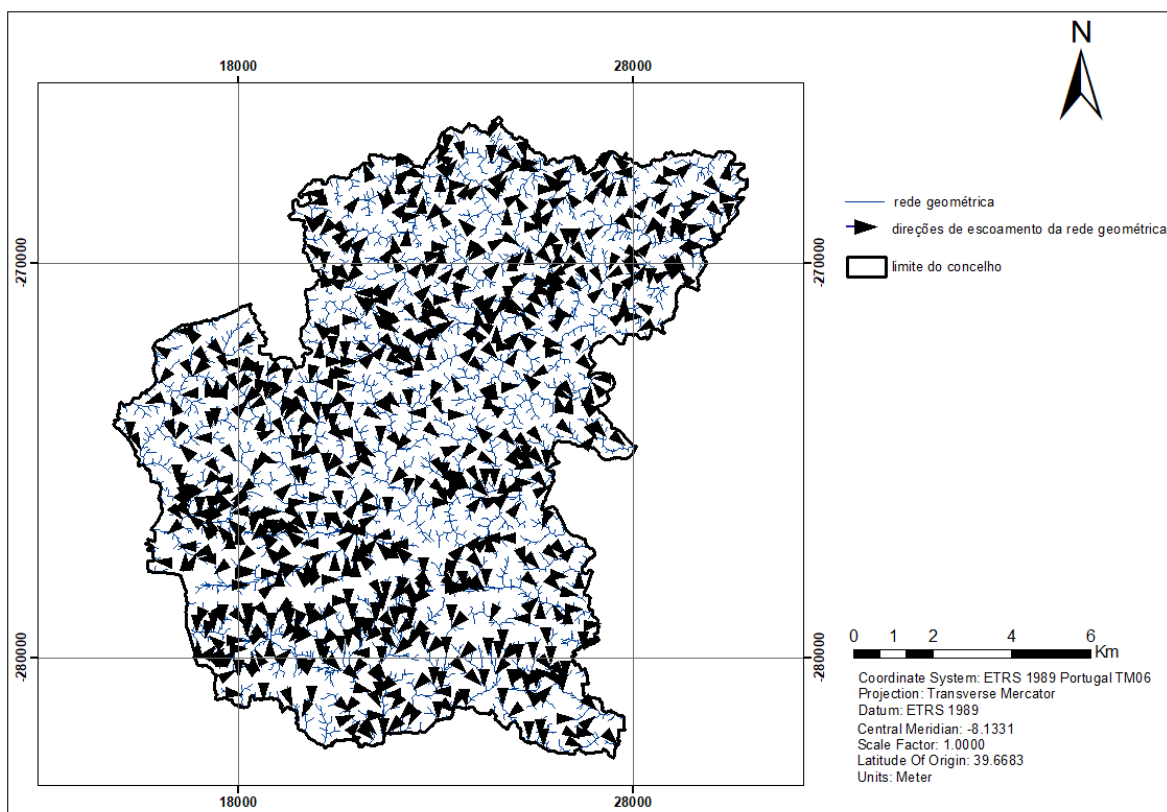 N
18000
28000
rede geométrica
direções de escoamento da rede geométrica
limite do concelho
-270000
-270000
-280000
-280000
0 1 2 4 6
Km
Coordinate System: ETRS 1989 Portugal TM06
Projection: Transverse Mercator
Datum: ETRS 1989
Central Meridian: -8.1331
Scale Factor: 1.0000
Latitude Of Origin: 39.6683
Units: Meter
18000
28000